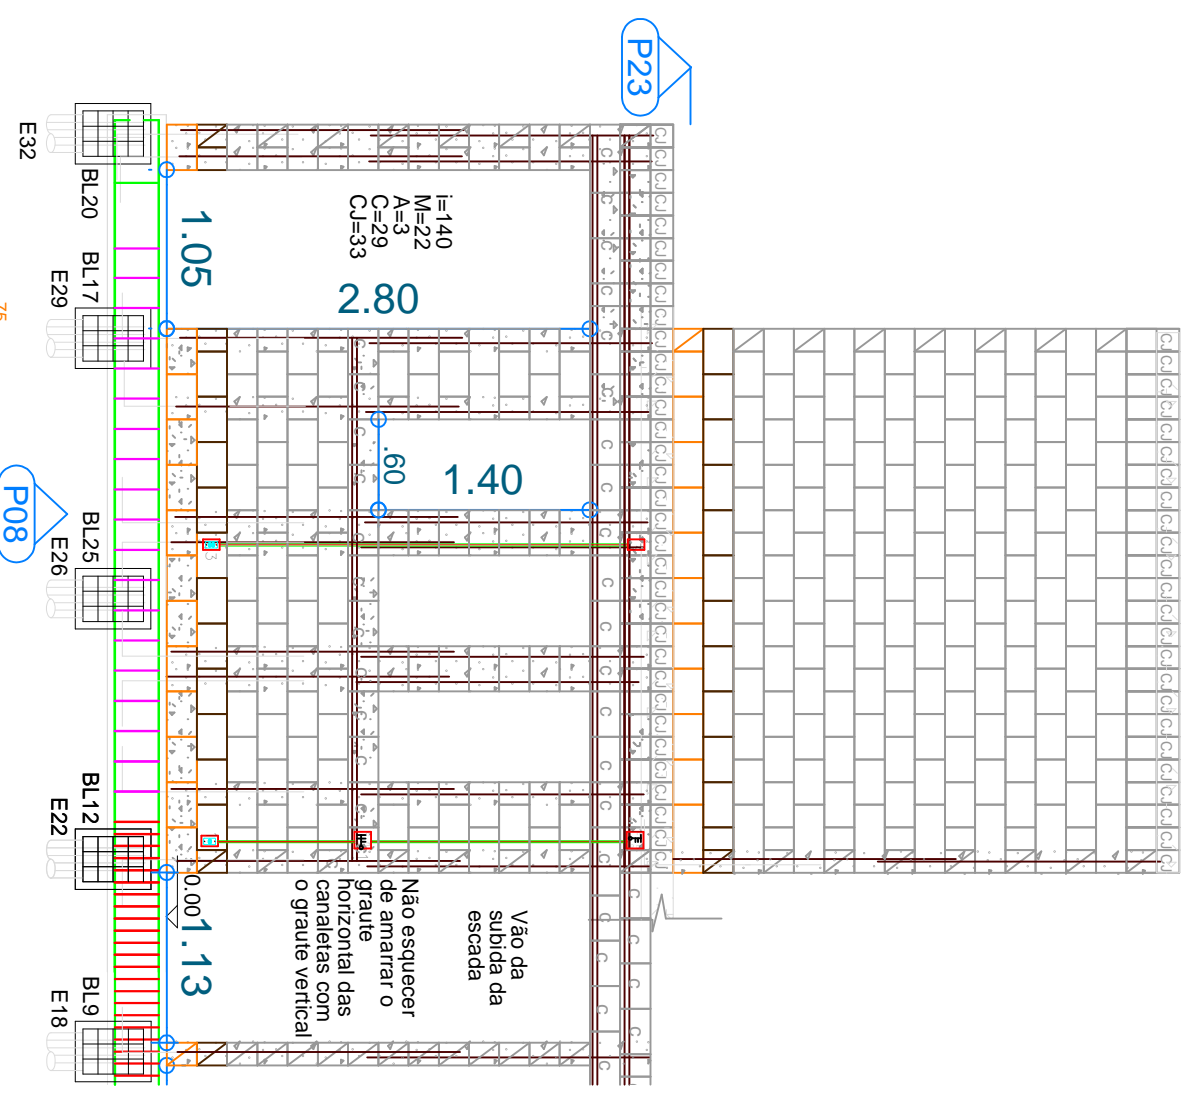 P23
i=140
M=22
A=3
C=29
CJ=33
2.80
1.05
1.40
.60
Vão da
subida da
escada
Não esquecer
de amarrar o
graute
horizontal das
canaletas com
o graute vertical
0.00
1.13
E32
BL20
BL17
E29
BL25
E26
BL12
E22
BL9
E18
P08
75
CJ
C